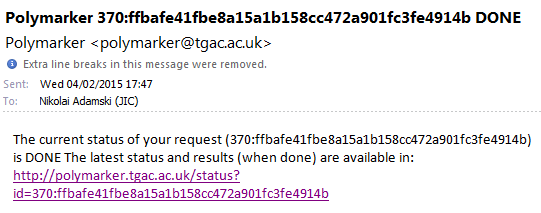 Polymarker 370:ffbafe41fbe8a15a1b158cc472a901fc3fe4914b DONE
Polymarker <polymarker@tgac.ac.uk>
Extra line breaks in this message were removed.
Sent: Wed 04/02/2015 17:47
To: Nikolai Adamski (JIC)
The current status of your request (370:ffbafe41fbe8a15a1b158cc472a901fc3fe4914b)
is DONE The latest status and results (when done) are available in:
http://polymarker.tgac.ac.uk/status?
id=370:ffbafe41fbe8a15a1b158cc472a901fc3fe4914b